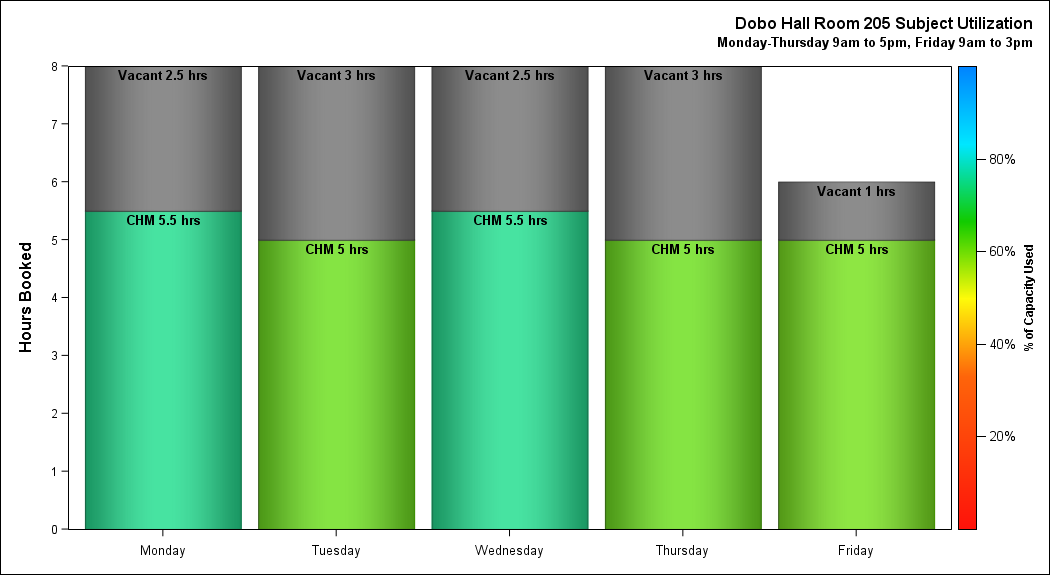 Dobo Hall Room 205 Subject Utilization
Monday-Thursday 9am to 5pm, Friday 9am to 3pm
Hours Booked
8
7
6
5
4
3
2
1
0
Vacant 2.5 hrs
CHM 5.5 hrs
Vacant 3 hrs
CHM 5 hrs
Vacant 2.5 hrs
CHM 5.5 hrs
Vacant 3 hrs
CHM 5 hrs
Vacant 1 hrs
CHM 5 hrs
Monday
Tuesday
Wednesday
Thursday
Friday
80%
60%
40%
20%
% of Capacity Used